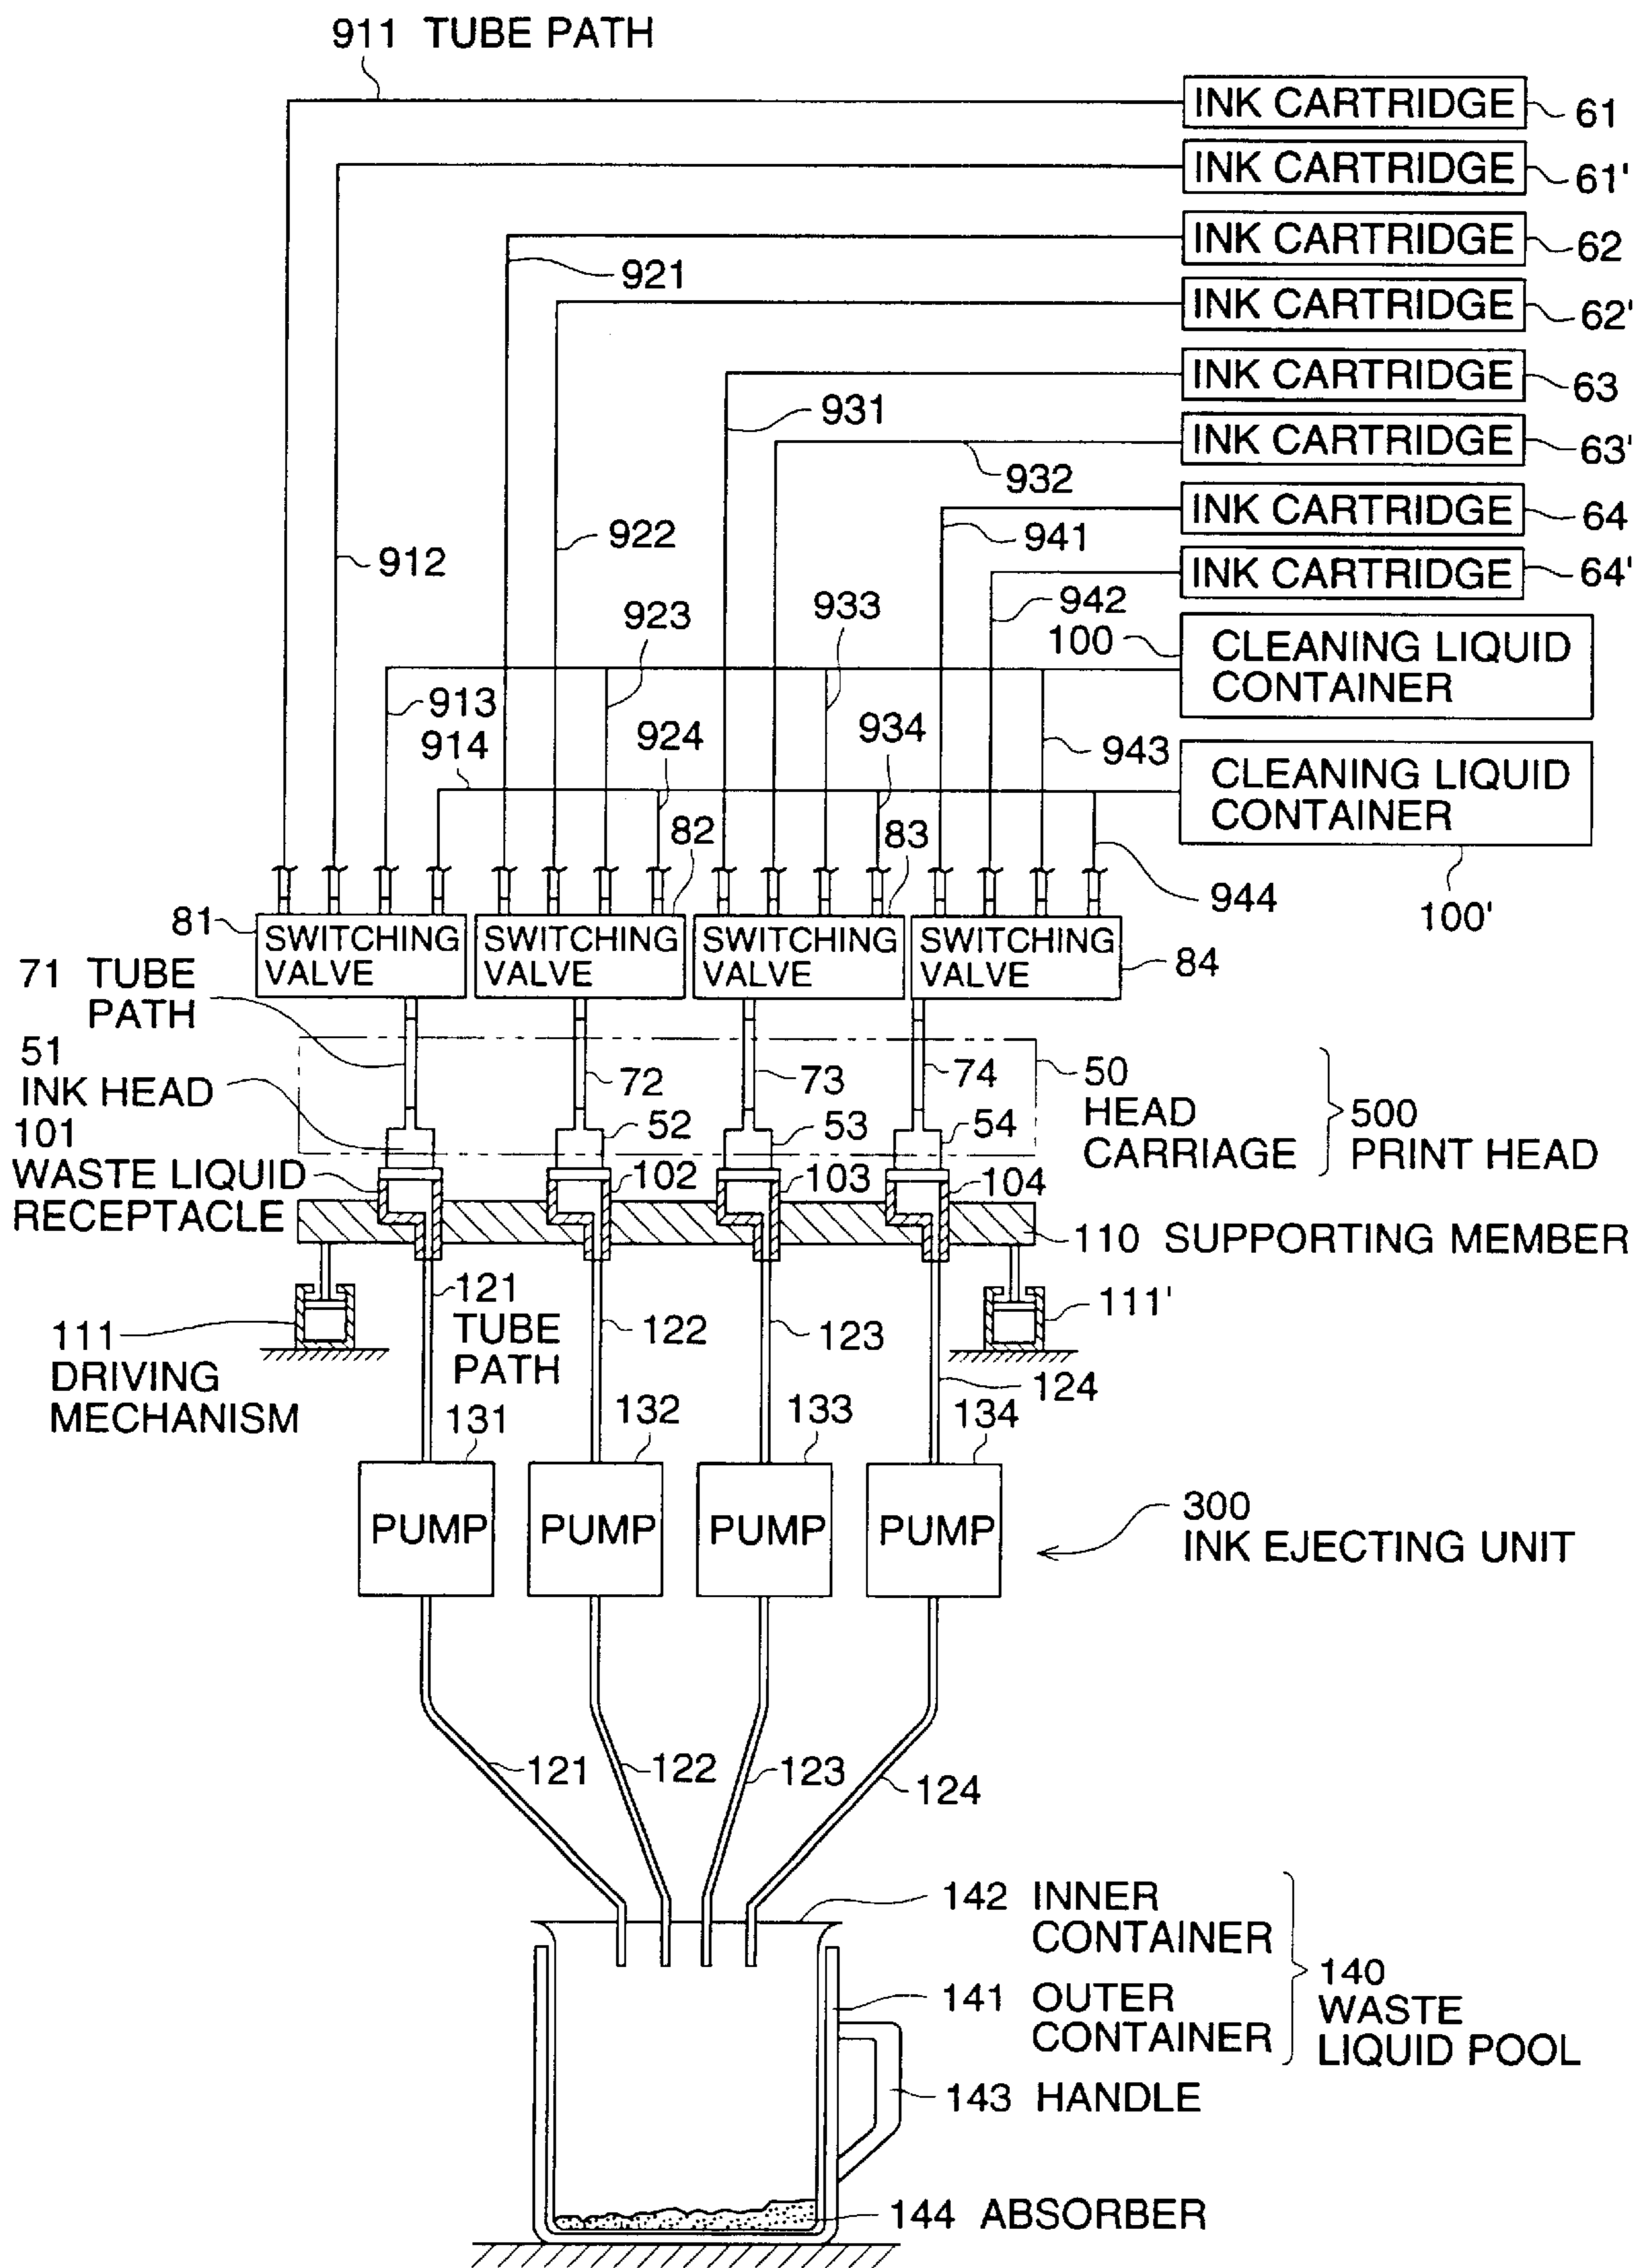 911 TUBE PATH
INK CARTRIDGE 61
INK CARTRIDGE 61'
INK CARTRIDGE 62
921
INK CARTRIDGE 62'
INK CARTRIDGE 63
931
INK CARTRIDGE 63'
932
INK CARTRIDGE 64
922 941
912
INK CARTRIDGE 64'
923 933 942
100 CLEANING LIQUID
CONTAINER
913
914 924 934 943
CLEANING LIQUID
CONTAINER
82 83
944
100'
81 SWITCHING
VALVE
SWITCHING
VALVE
SWITCHING
VALVE
SWITCHING
VALVE
84
71 TUBE
PATH
51
INK HEAD
72 73 74
50
HEAD
CARRIAGE
500
PRINT HEAD
52 53 54
101
WASTE LIQUID
RECEPTACLE
102 103 104
110 SUPPORTING MEMBER
121
TUBE
PATH
122 123
111'
111
DRIVING
MECHANISM
124
131 132 133 134
PUMP PUMP PUMP PUMP
300
INK EJECTING UNIT
121 122 123 124
142 INNER
CONTAINER
141 OUTER
CONTAINER
140
WASTE
LIQUID POOL
143 HANDLE
144 ABSORBER